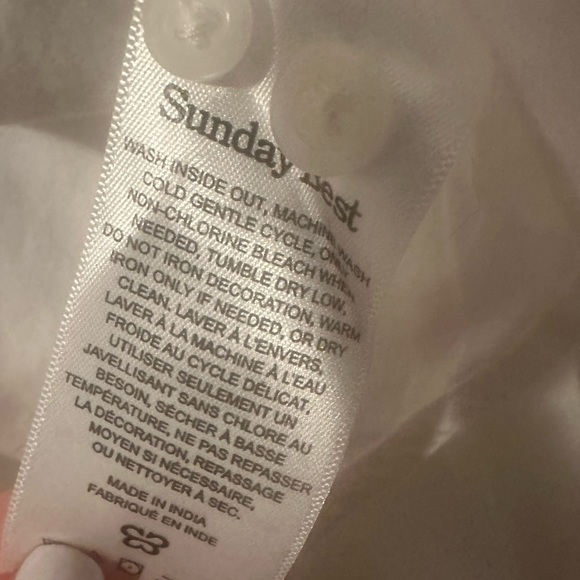 Sunday Best
WASH INSIDE OUT, MACHINE WASH
COLD GENTLE CYCLE, ONLY
NON-CHLORINE BLEACH WHEN
NEEDED, TUMBLE DRY LOW,
DO NOT IRON DECORATION, WARM
IRON ONLY IF NEEDED, OR DRY
CLEAN. LAVER À L'ENVERS,
LAVER À LA MACHINE À L'EAU
FROIDE AU CYCLE DÉLICAT,
UTILISER SEULEMENT UN
JAVELLISANT SANS CHLORE AU
BESOIN, SÉCHER À BASSE
TEMPÉRATURE, NE PAS REPASSER
LA DÉCORATION, REPASSAGE
MOYEN SI NÉCESSAIRE,
OU NETTOYER À SEC.
MADE IN INDIA
FABRIQUÉ EN INDE